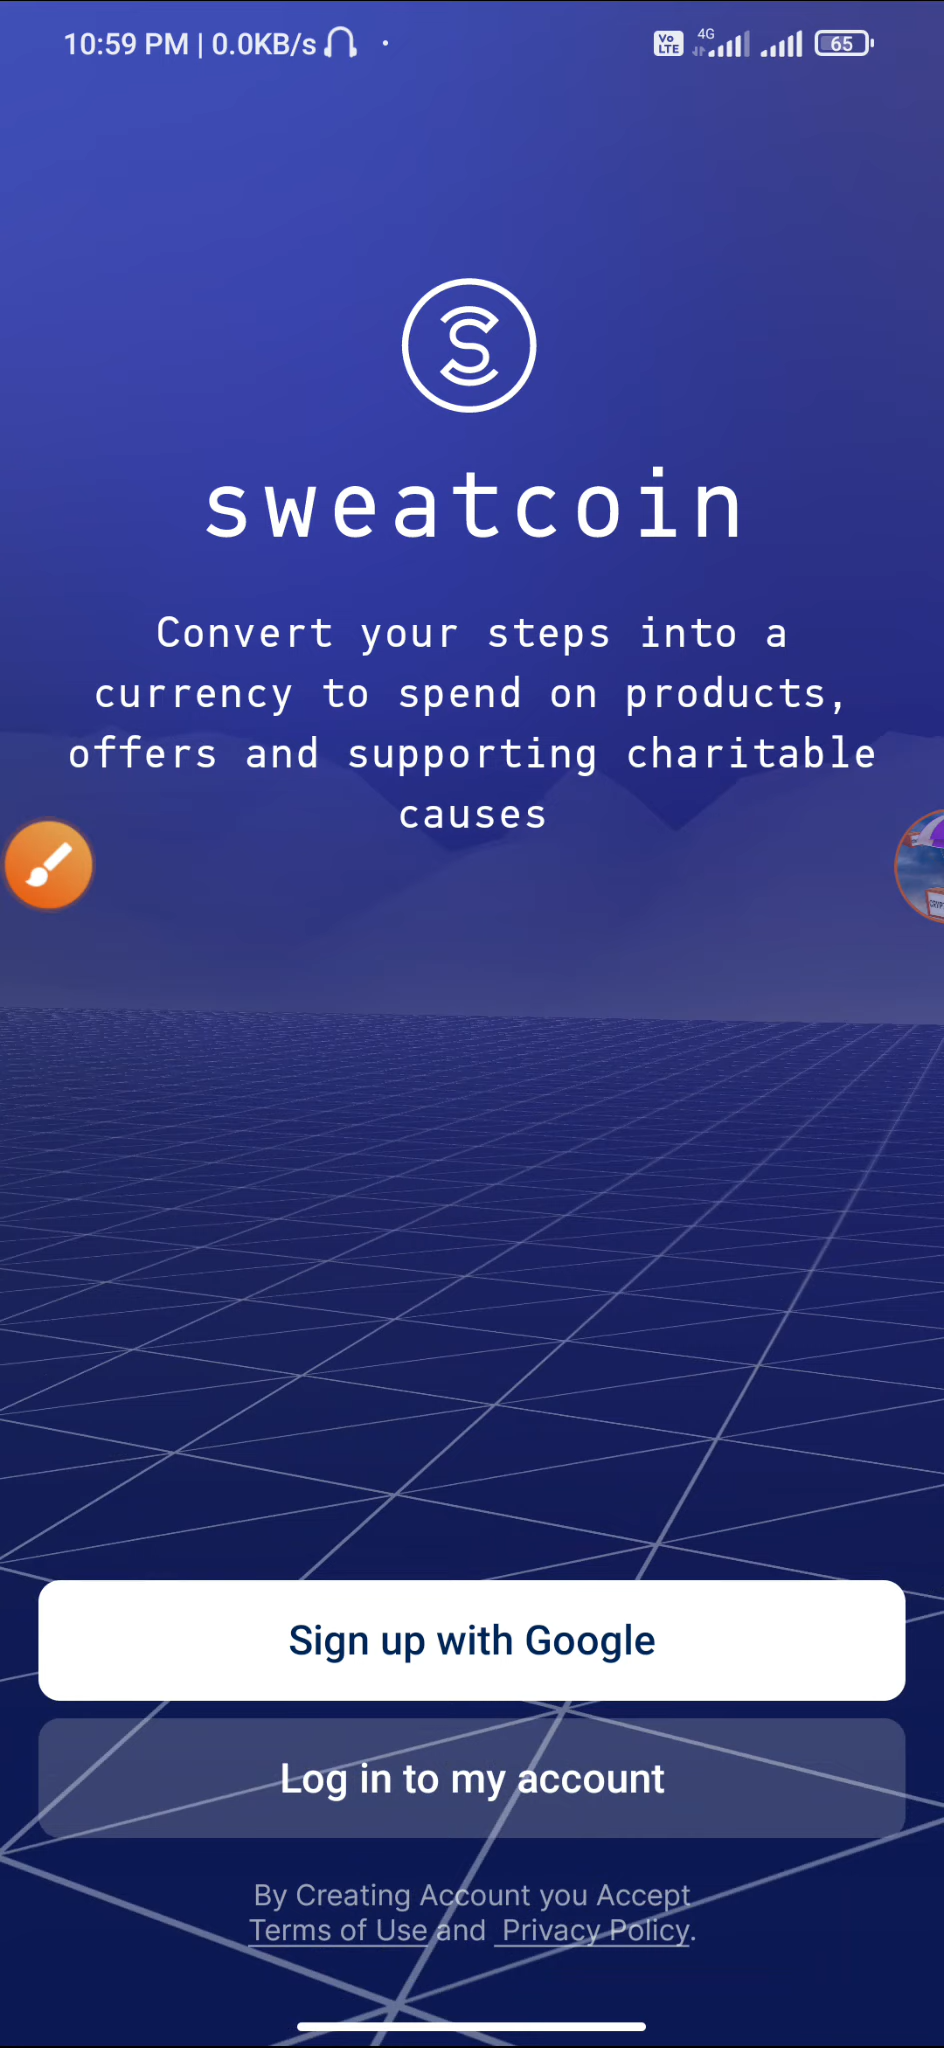 10:59 PM | 0.0KB/s
Vo LTE 4G 65
sweatcoin
Convert your steps into a
currency to spend on products,
offers and supporting charitable
causes
Sign up with Google
Log in to my account
By Creating Account you Accept
Terms of Use and Privacy Policy.